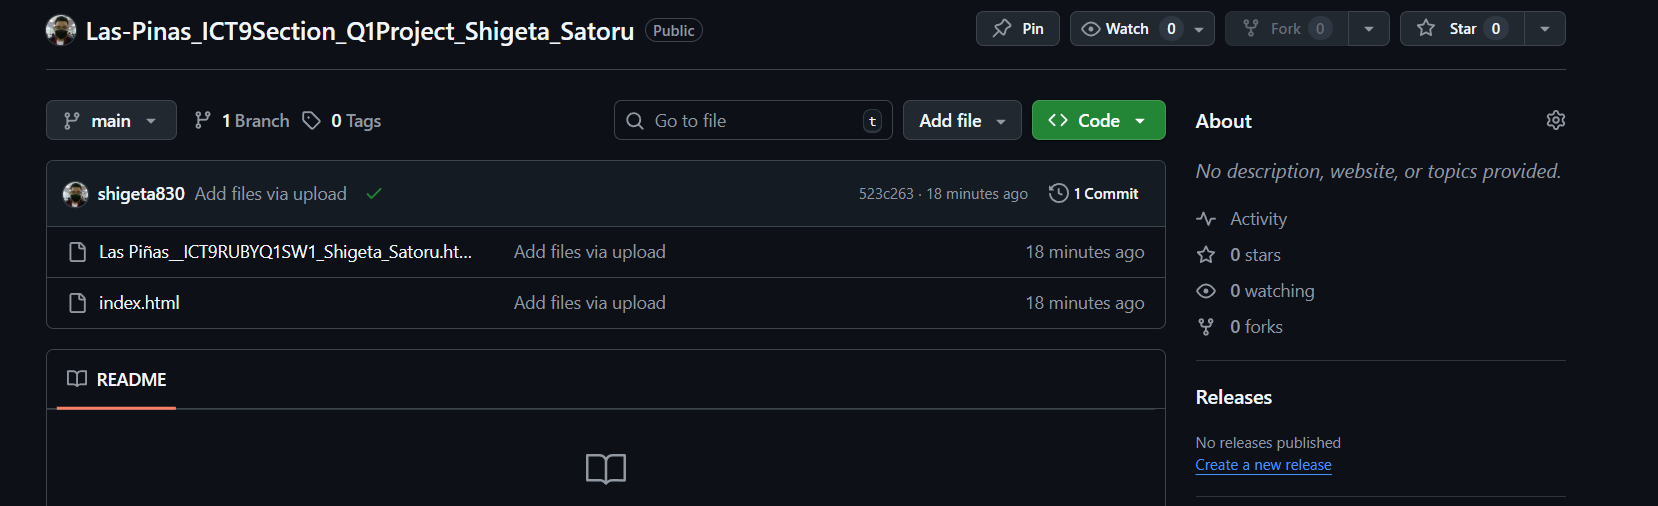 Las-Pinas_ICT9Section_Q1Project_Shigeta_Satoru Public Pin Watch 0 Fork 0 Star 0
main 1 Branch 0 Tags Go to file t Add file Code
shigeta830 Add files via upload 523c263 · 18 minutes ago 1 Commit
Las Piñas__ICT9RUBYQ1SW1_Shigeta_Satoru.ht... Add files via upload 18 minutes ago
index.html Add files via upload 18 minutes ago
README
About
No description, website, or topics provided.
Activity
0 stars
0 watching
0 forks
Releases
No releases published
Create a new release